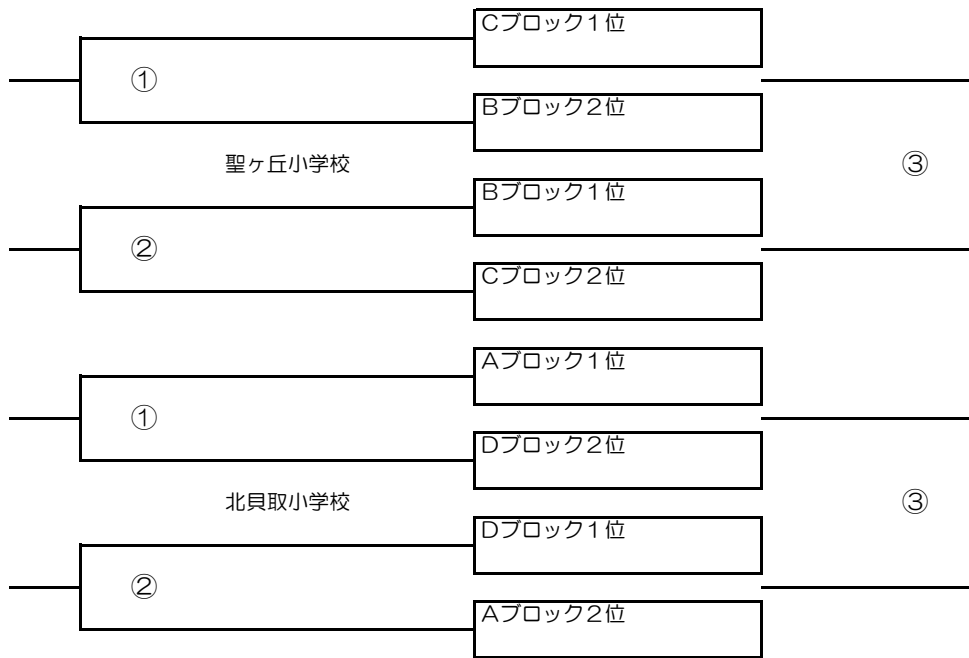 Cブロック１位
①
Bブロック２位
聖ヶ丘小学校
③
Bブロック１位
②
Cブロック２位
Aブロック１位
①
Dブロック２位
北貝取小学校
③
Dブロック１位
②
Aブロック２位